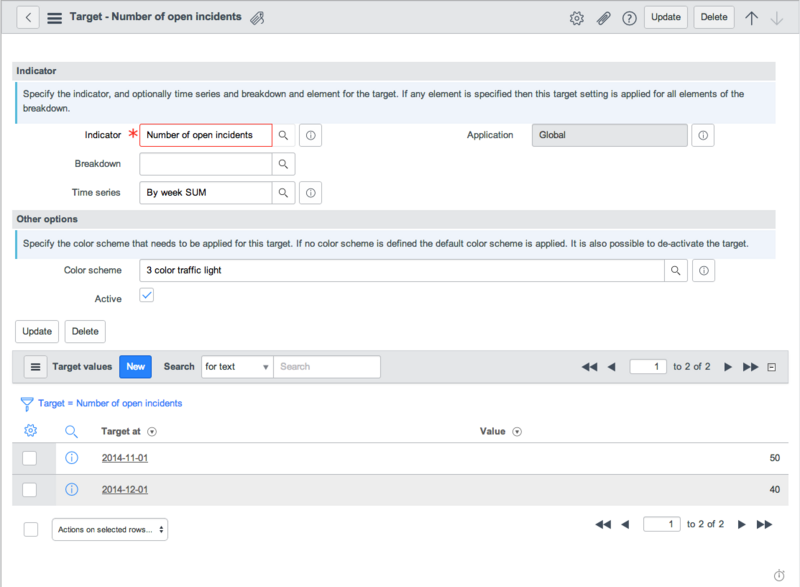 Target - Number of open incidents
Update
Delete
Indicator
Specify the indicator, and optionally time series and breakdown and element for the target. If any element is specified then this target setting is applied for all elements of the
breakdown.
Indicator * Number of open incidents
Application Global
Breakdown
Time series By week SUM
Other options
Specify the color scheme that needs to be applied for this target. If no color scheme is defined the default color scheme is applied. It is also possible to de-activate the target.
Color scheme 3 color traffic light
Active
Update Delete
Target values New Search for text Search 1 to 2 of 2
Target = Number of open incidents
Target at Value
2014-11-01 50
2014-12-01 40
Actions on selected rows... 1 to 2 of 2